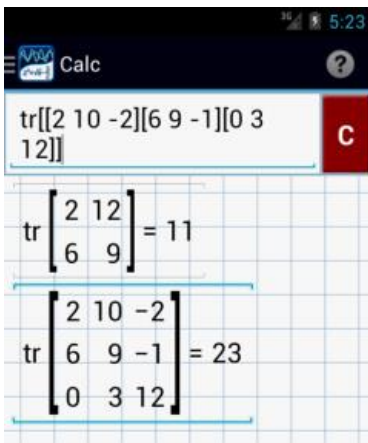 3G 5:23
Calc ?
tr[[2 10 -2][6 9 -1][0 3
12]]
C
2 12
tr = 11
6 9
2 10 -2
tr 6 9 -1 = 23
0 3 12